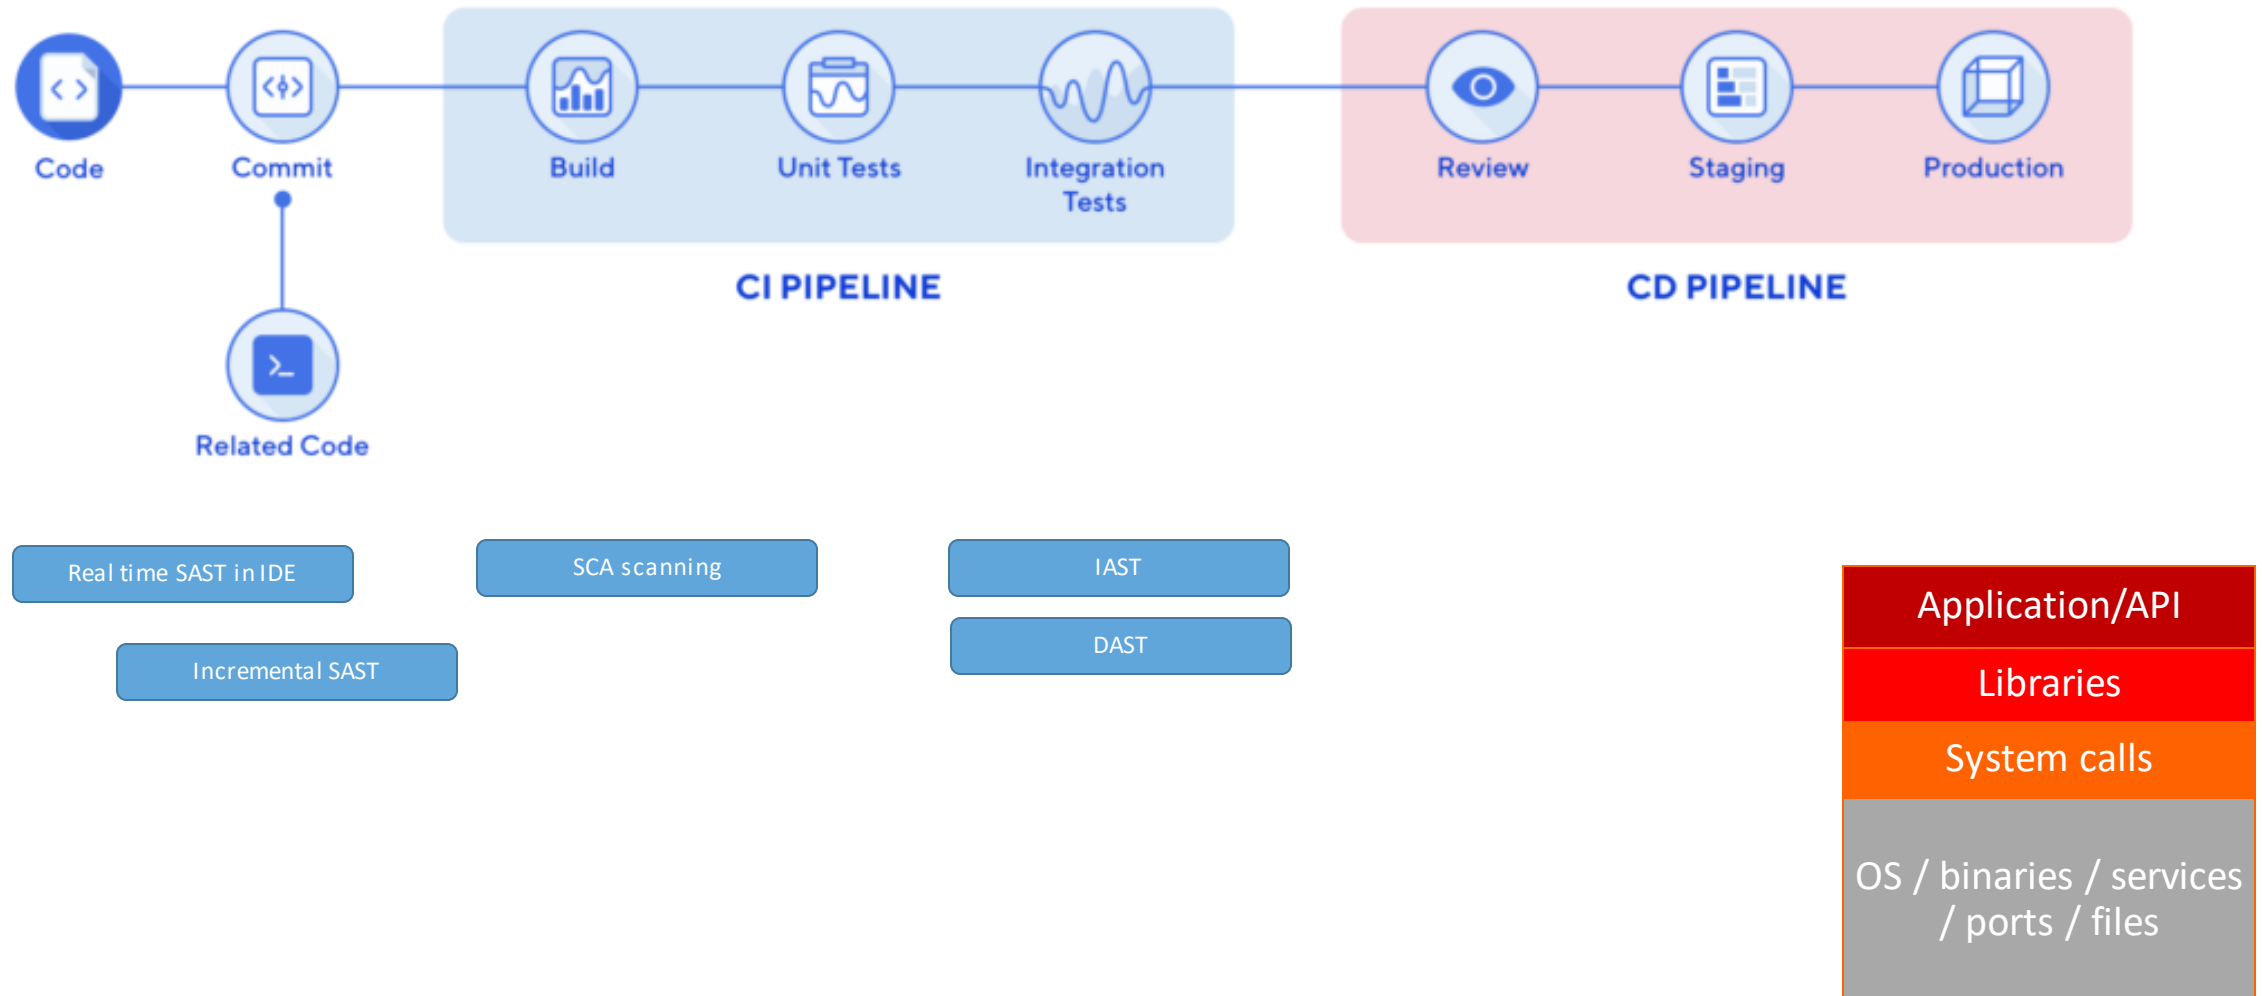 Code
Commit
Build
Unit Tests
Integration
Tests
Review
Staging
Production
CI PIPELINE
CD PIPELINE
Related Code
Real time SAST in IDE
SCA scanning
IAST
DAST
Incremental SAST
Application/API
Libraries
System calls
OS / binaries / services
/ ports / files